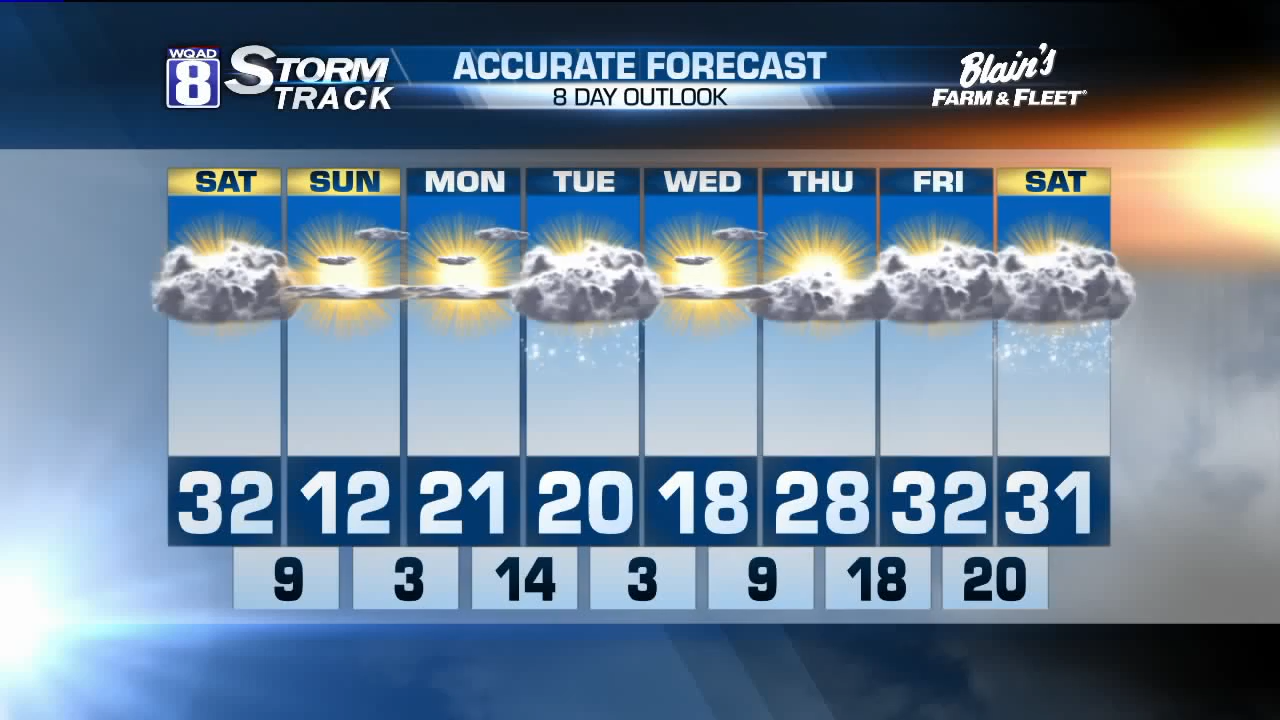 WQAD
8
STORM
TRACK
ACCURATE FORECAST
8 DAY OUTLOOK
Blain's
FARM & FLEET®
SAT SUN MON TUE WED THU FRI SAT
32 12 21 20 18 28 32 31
9 3 14 3 9 18 20